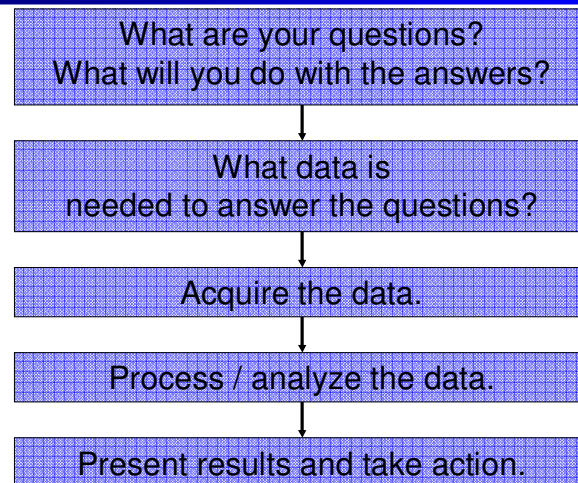 What are your questions?
What will you do with the answers?
What data is
needed to answer the questions?
Acquire the data.
Process / analyze the data.
Present results and take action.